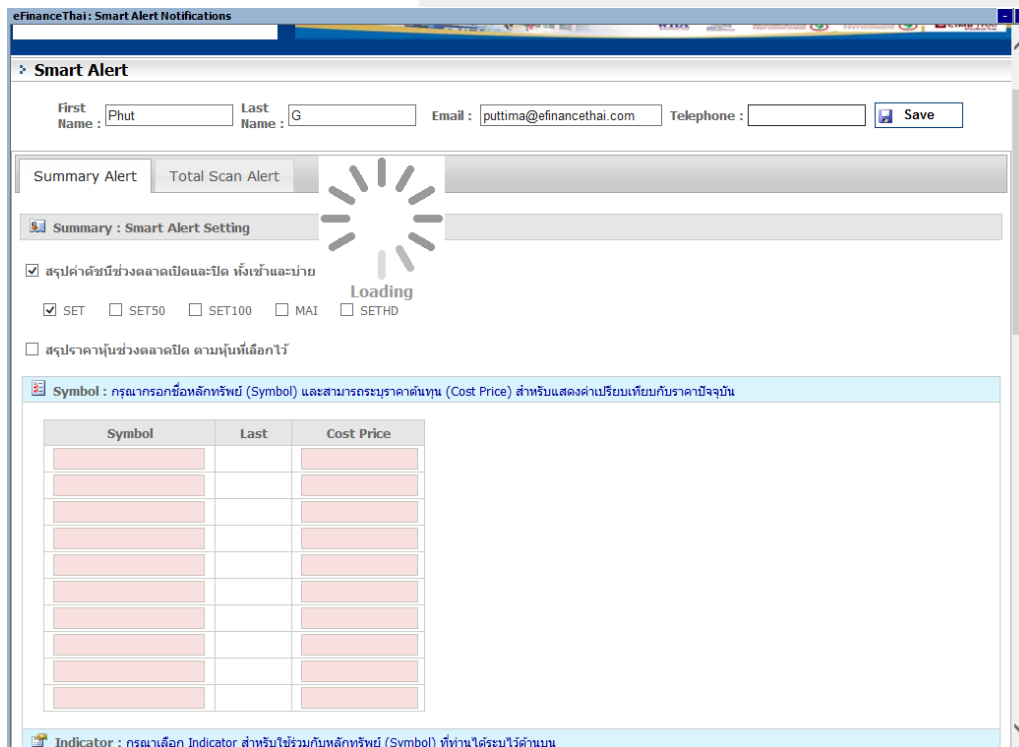 eFinanceThai: Smart Alert Notifications
Smart Alert
First Name : Phut Last Name : G Email : puttima@efinancethai.com Telephone : Save
Summary Alert Total Scan Alert
Summary : Smart Alert Setting
สรุปค่าดัชนีช่วงตลาดเปิดและปิด ทั้งเช้าและบ่าย
Loading
SET SET50 SET100 MAI SETHD
สรุปราคาหุ้นช่วงตลาดปิด ตามหุ้นที่เลือกไว้
Symbol : กรุณากรอกชื่อหลักทรัพย์ (Symbol) และสามารถระบุราคาต้นทุน (Cost Price) สำหรับแสดงค่าเปรียบเทียบกับราคาปัจจุบัน
Symbol Last Cost Price
Indicator : กรุณาเลือก Indicator สำหรับใช้ร่วมกับหลักทรัพย์ (Symbol) ที่ท่านได้ระบุไว้ด้านบน